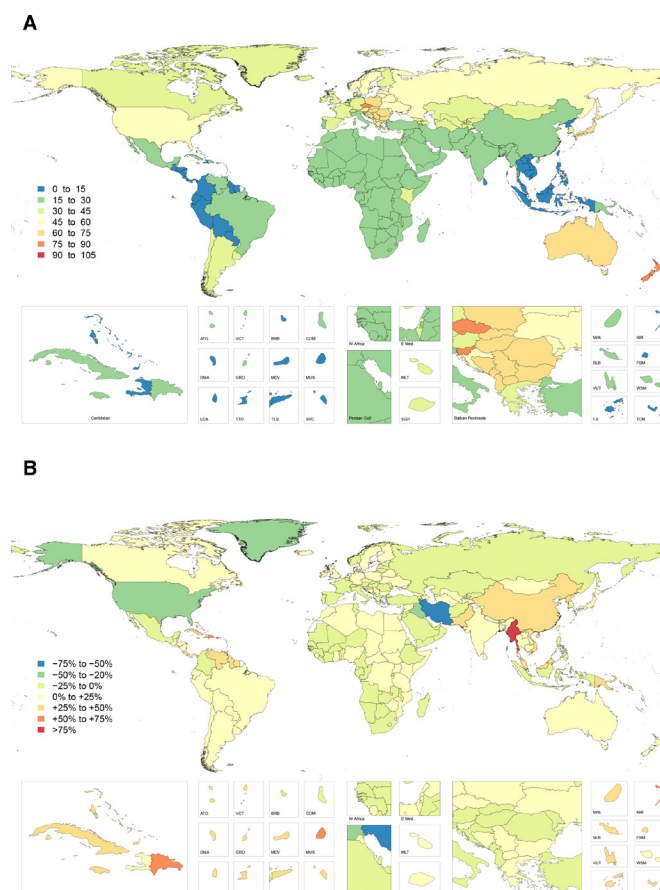 A
0 to 15
15 to 30
30 to 45
45 to 60
60 to 75
75 to 90
90 to 105
Caribbean
ATG
VCT
BRB
COM
DMA
GRD
MDV
MUS
LCA
TTO
TLS
SYC
W Africa
E Med.
Persian Gulf
MLT
SGP
Balkan Peninsula
MHL
KIR
SLB
FSM
VUT
WSM
FJI
TON
B
−75% to −50%
−50% to −20%
−25% to 0%
0% to +25%
+25% to +50%
+50% to +75%
>75%
ATG
VCT
BRB
COM
DMA
GRD
MDV
MUS
W Africa
E Med.
MLT
MHL
KIR
SLB
FSM
VUT
WSM